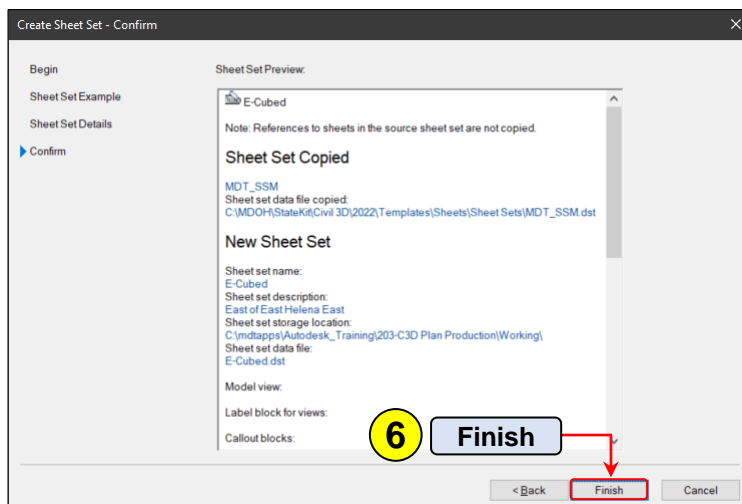 Create Sheet Set - Confirm
Begin
Sheet Set Example
Sheet Set Details
Confirm
Sheet Set Preview:
E-Cubed
Note: References to sheets in the source sheet set are not copied.
Sheet Set Copied
MDT_SSM
Sheet set data file copied:
C:\MDOH\StateKit\Civil 3D\2022\Templates\Sheets\Sheet Sets\MDT_SSM.dst
New Sheet Set
Sheet set name:
E-Cubed
Sheet set description:
East of East Helena East
Sheet set storage location:
C:\mdtapps\Autodesk_Training\203-C3D Plan Production\Working\
Sheet set data file:
E-Cubed.dst
Model view:
Label block for views:
Callout blocks:
6 Finish
< Back Finish Cancel